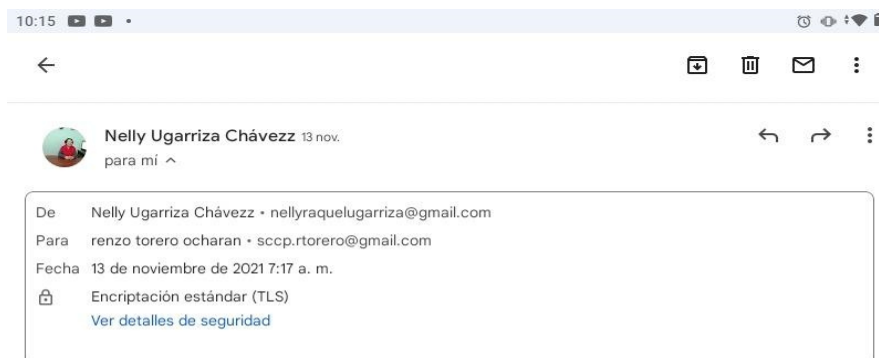 10:15
Nelly Ugarriza Chávezz 13 nov.
para mí
De Nelly Ugarriza Chávezz • nellyraquelugarriza@gmail.com
Para renzo torero ocharan • sccp.rtorero@gmail.com
Fecha 13 de noviembre de 2021 7:17 a. m.
Encriptación estándar (TLS)
Ver detalles de seguridad